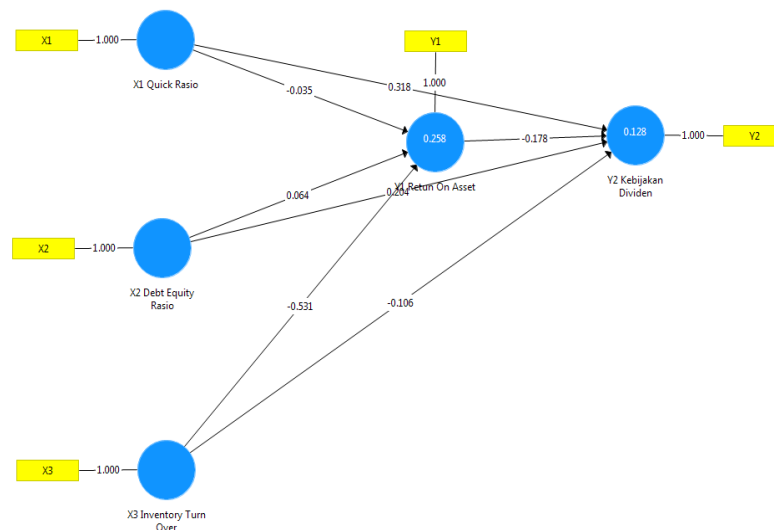 X1
1.000
X1 Quick Rasio
Y1
1.000
0.318
-0.035
0.258
-0.178
0.128
1.000
Y2
Y1 Retun On Asset
Y2 Kebijakan
Dividen
0.064
0.204
X2
1.000
X2 Debt Equity
Rasio
-0.531
-0.106
X3
1.000
X3 Inventory Turn
Over